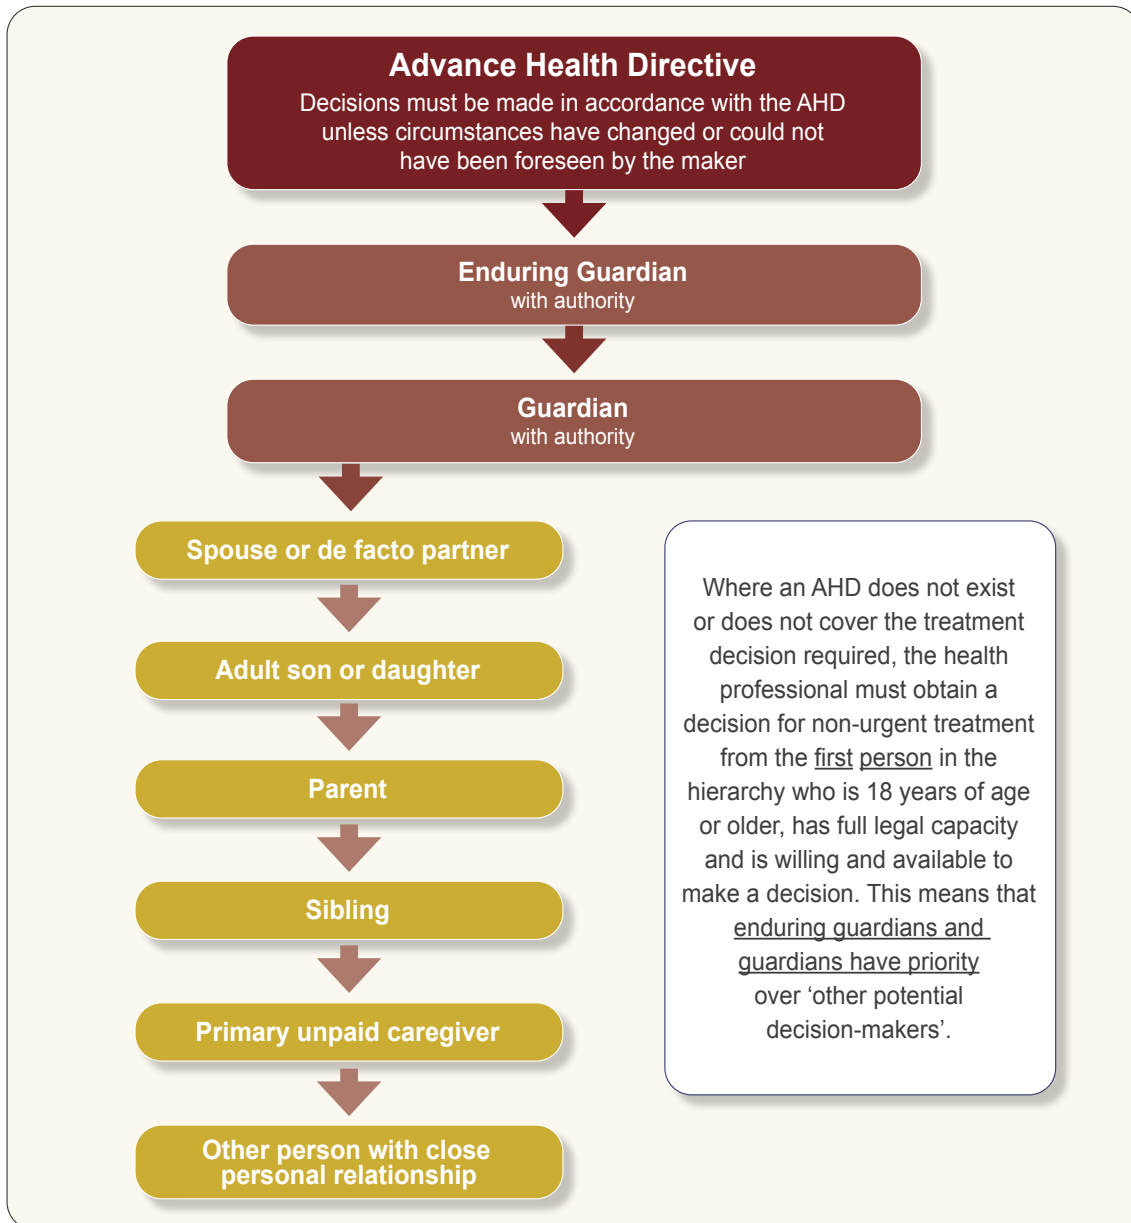 Advance Health Directive
Decisions must be made in accordance with the AHD
unless circumstances have changed or could not
have been foreseen by the maker
Enduring Guardian
with authority
Guardian
with authority
Spouse or de facto partner
Adult son or daughter
Parent
Sibling
Primary unpaid caregiver
Other person with close
personal relationship
Where an AHD does not exist
or does not cover the treatment
decision required, the health
professional must obtain a
decision for non-urgent treatment
from the first person in the
hierarchy who is 18 years of age
or older, has full legal capacity
and is willing and available to
make a decision. This means that
enduring guardians and
guardians have priority
over ‘other potential
decision-makers’.